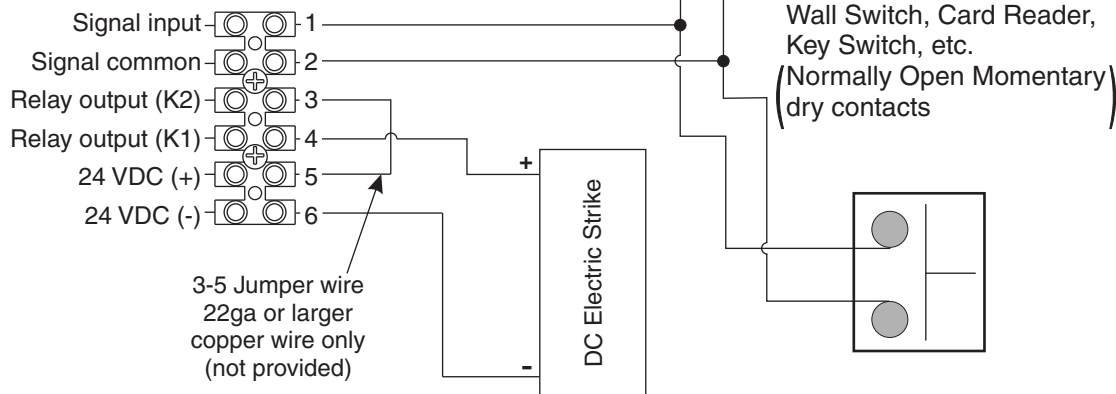 Signal input
1
Signal common
2
Relay output (K2)
3
Relay output (K1)
4
24 VDC (+)
5
24 VDC (-)
6
3-5 Jumper wire
22ga or larger
copper wire only
(not provided)
+
-
DC Electric Strike
Wall Switch, Card Reader,
Key Switch, etc.
(Normally Open Momentary
dry contacts)